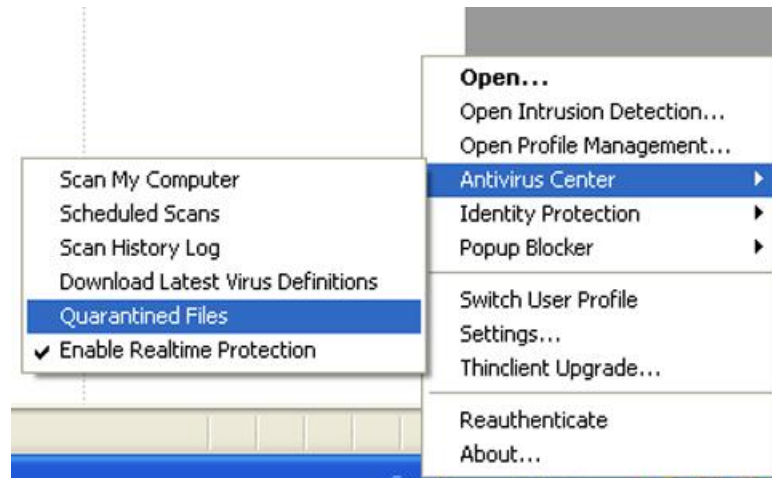 Open...
Open Intrusion Detection...
Open Profile Management...
Antivirus Center
Identity Protection
Popup Blocker
Switch User Profile
Settings...
Thinclient Upgrade...
Reauthenticate
About...
Scan My Computer
Scheduled Scans
Scan History Log
Download Latest Virus Definitions
Quarantined Files
Enable Realtime Protection